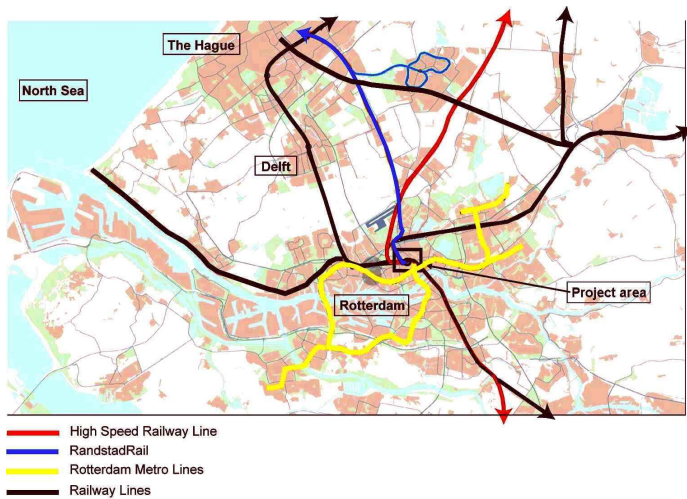 The Hague
North Sea
Delft
Rotterdam
Project area
High Speed Railway Line
RandstadRail
Rotterdam Metro Lines
Railway Lines